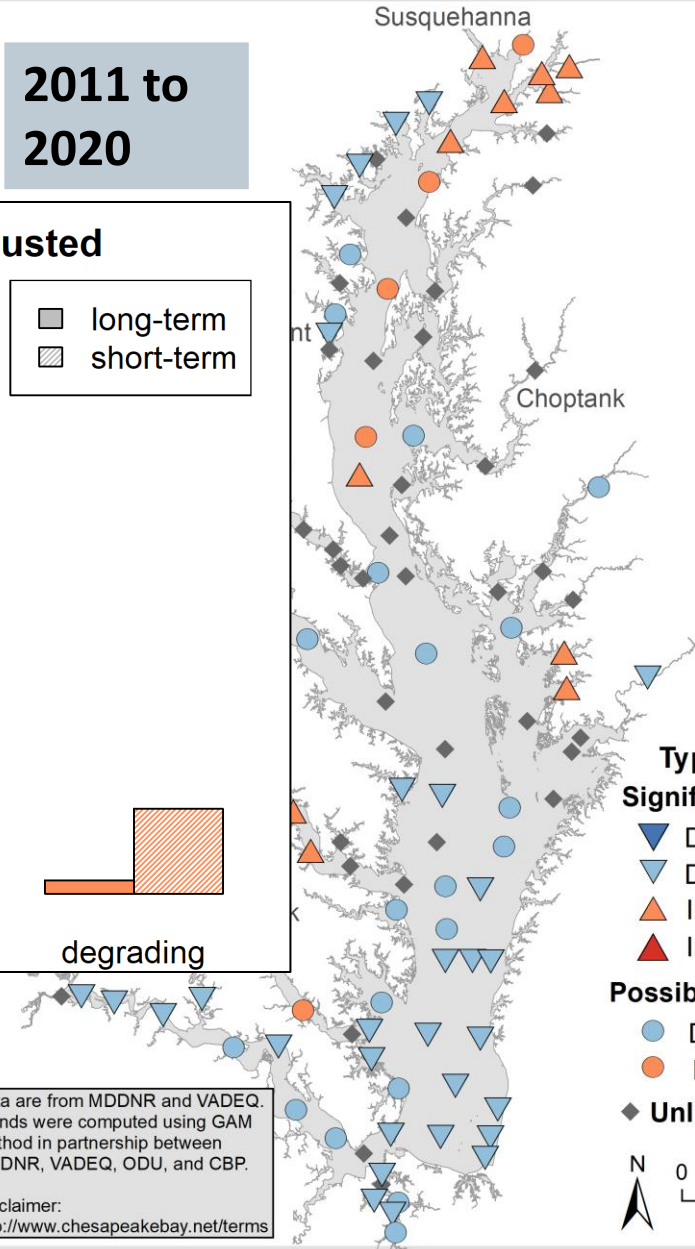 Susquehanna
2011 to
2020
usted
long-term
short-term
nt
Choptank
Typ
Signif
D
D
I
I
k
degrading
Possib
D
Unl
ta are from MDDNR and VADEQ.
nds were computed using GAM
thod in partnership between
DNR, VADEQ, ODU, and CBP.
claimer:
p://www.chesapeakebay.net/terms
N
0